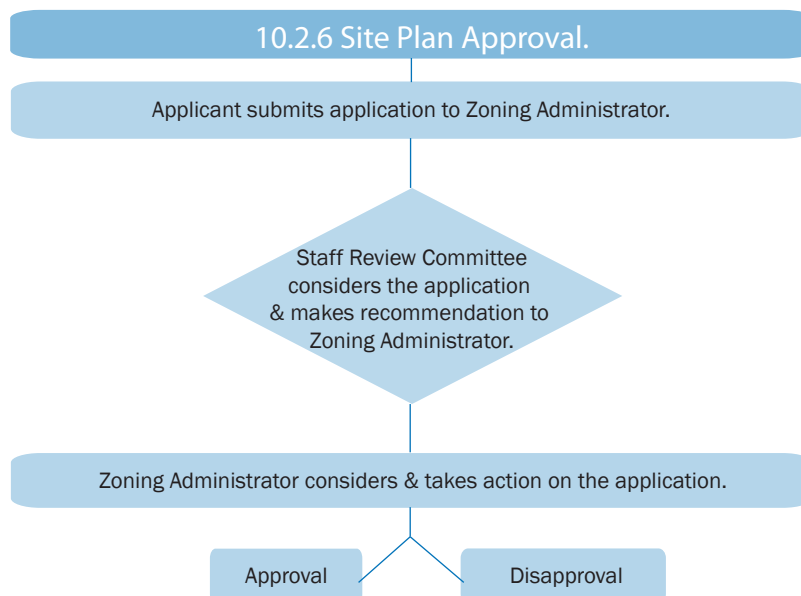 10.2.6 Site Plan Approval.
Applicant submits application to Zoning Administrator.
Staff Review Committee
considers the application
& makes recommendation to
Zoning Administrator.
Zoning Administrator considers & takes action on the application.
Approval
Disapproval